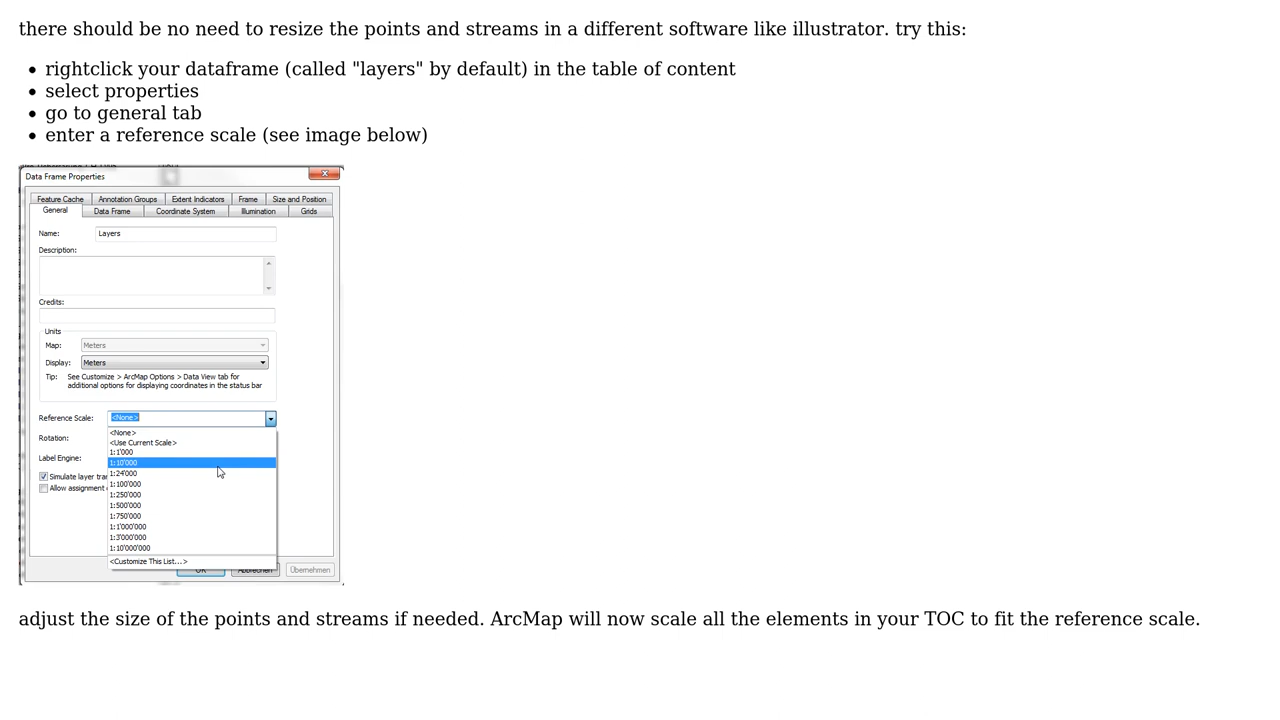 there should be no need to resize the points and streams in a different software like illustrator. try this:
• rightclick your dataframe (called "layers" by default) in the table of content
• select properties
• go to general tab
• enter a reference scale (see image below)
Data Frame Properties
Feature Cache Annotation Groups Extent Indicators Frame Size and Position
General Data Frame Coordinate System Illumination Grids
Name: Layers
Description:
Credits:
Units
Map: Meters
Display: Meters
Tip: See Customize > ArcMap Options > Data View tab for
additional options for displaying coordinates in the status bar
Reference Scale: <None>
<None>
Rotation:
<Use Current Scale>
1:1'000
Label Engine:
1:10'000
1:24'000
Simulate layer
1:100'000
Allow assignment
1:250'000
1:500'000
1:750'000
1:1'000'000
1:3'000'000
1:10'000'000
<Customize This List...>
OK Abbrechen Übernehmen
adjust the size of the points and streams if needed. ArcMap will now scale all the elements in your TOC to fit the reference scale.